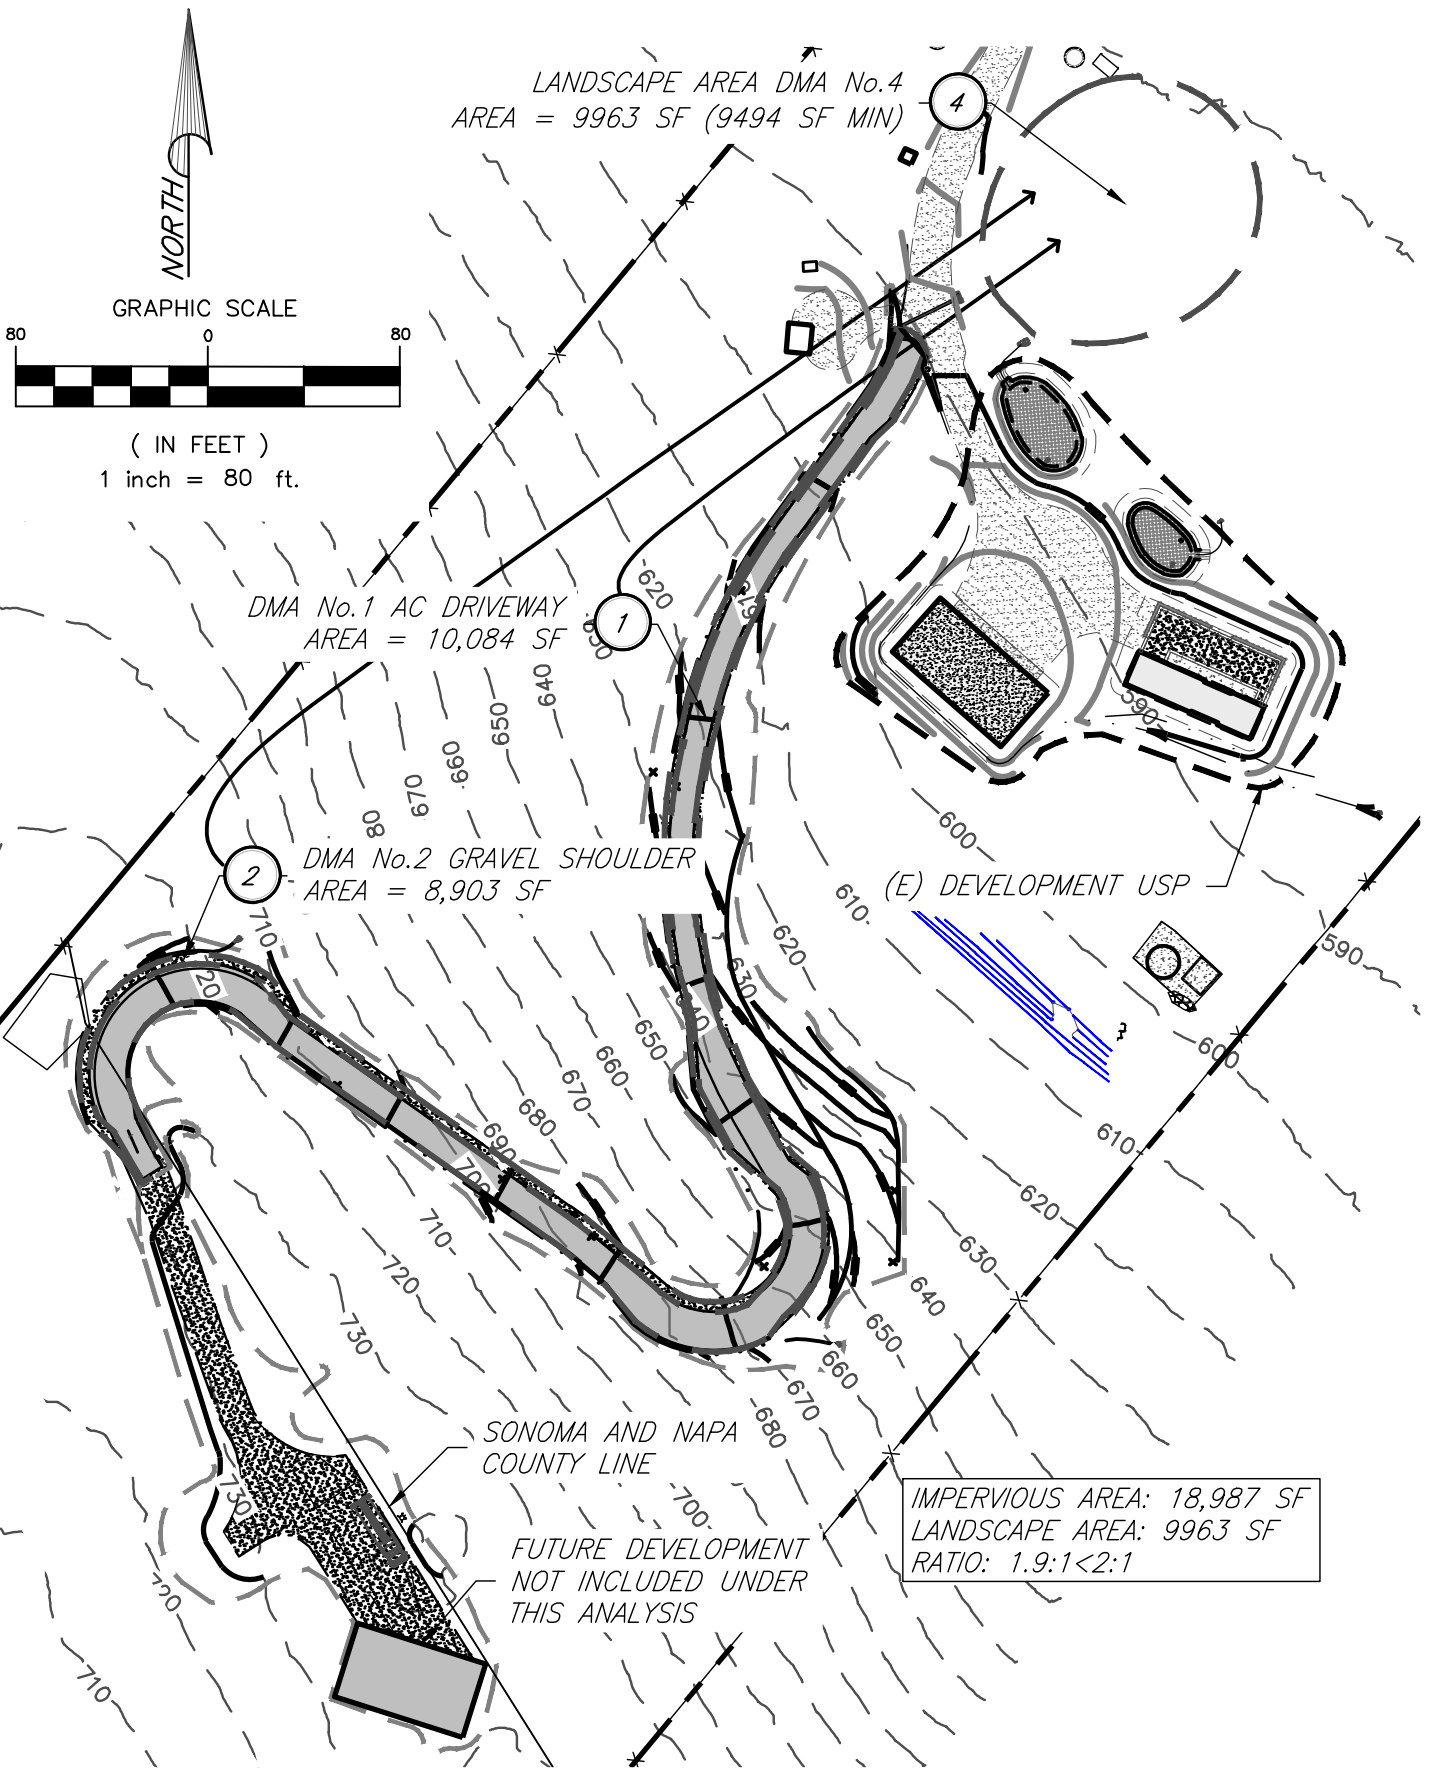 LANDSCAPE AREA DMA No.4
AREA = 9963 SF (9494 SF MIN)
4
NORTH
GRAPHIC SCALE
80 0 80
( IN FEET )
1 inch = 80 ft.
620
615
DMA No.1 AC DRIVEWAY
AREA = 10,084 SF
1
630
640
650
660
670
80
590
600
DMA No.2 GRAVEL SHOULDER
AREA = 8,903 SF
2
(E) DEVELOPMENT USP
610
710
620
590
20
630
640
650
660
670
680
690
700
600
610
620
630
640
650
660
670
680
710
720
730
SONOMA AND NAPA
COUNTY LINE
730
700
IMPERVIOUS AREA: 18,987 SF
LANDSCAPE AREA: 9963 SF
RATIO: 1.9:1<2:1
FUTURE DEVELOPMENT
NOT INCLUDED UNDER
THIS ANALYSIS
720
710